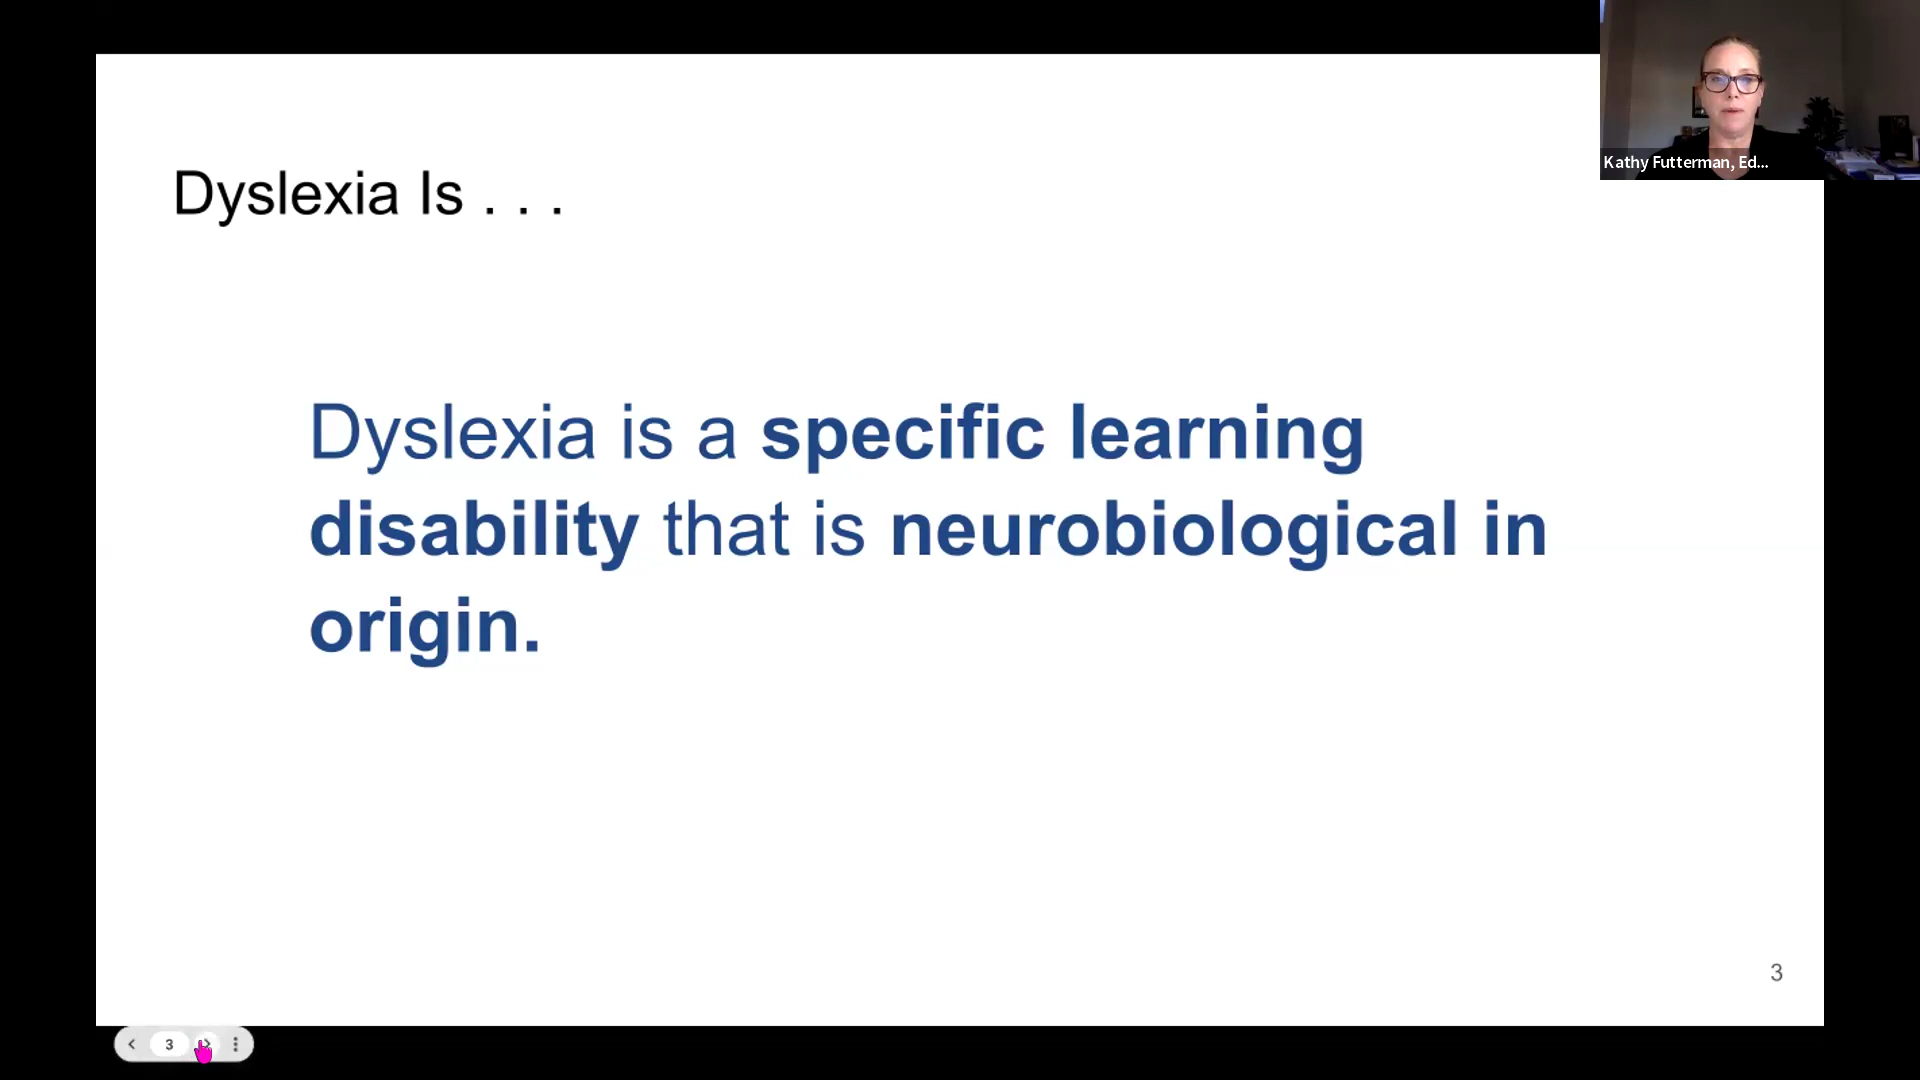 Kathy Futterman, Ed...
Dyslexia Is . . .
Dyslexia is a specific learning
disability that is neurobiological in
origin.
3
3